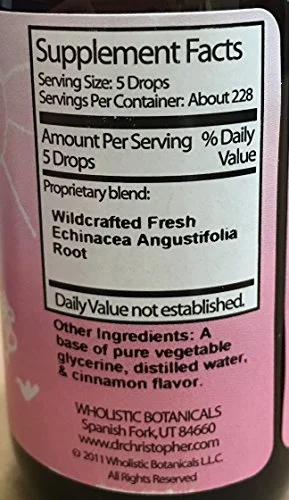 Supplement Facts
Serving Size: 5 Drops
Servings Per Container: About 228
Amount Per Serving % Daily
5 Drops Value
Proprietary blend:
Wildcrafted Fresh
Echinacea Angustifolia
Root
Daily Value not established.
Other Ingredients: A
base of pure vegetable
glycerine, distilled water,
& cinnamon flavor.
WHOLISTIC BOTANICALS
Spanish Fork, UT 84660
www.drchristopher.com
© 2011 Wholistic Botanicals L.L.C.
All Rights Reserved